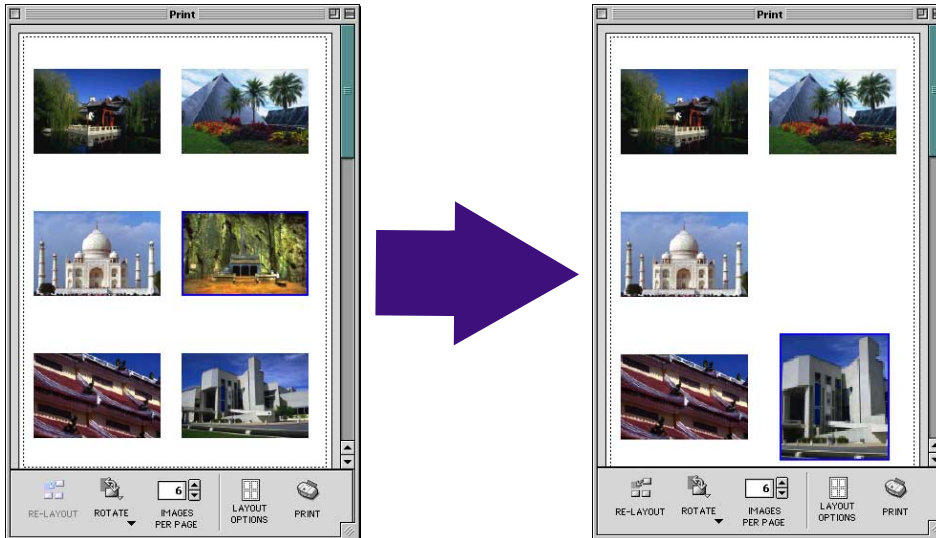 Print
RE-LAYOUT
ROTATE
6
IMAGES
PER PAGE
LAYOUT
OPTIONS
PRINT
Print
RE-LAYOUT
ROTATE
6
IMAGES
PER PAGE
LAYOUT
OPTIONS
PRINT